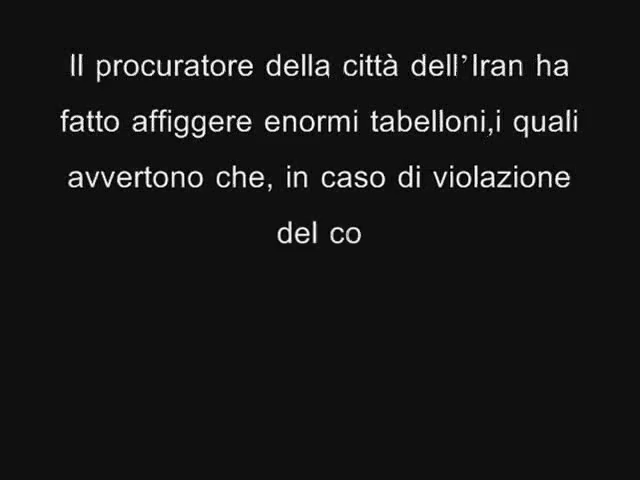 Il procuratore della città dell’Iran ha
fatto affiggere enormi tabelloni,i quali
avvertono che, in caso di violazione
del co